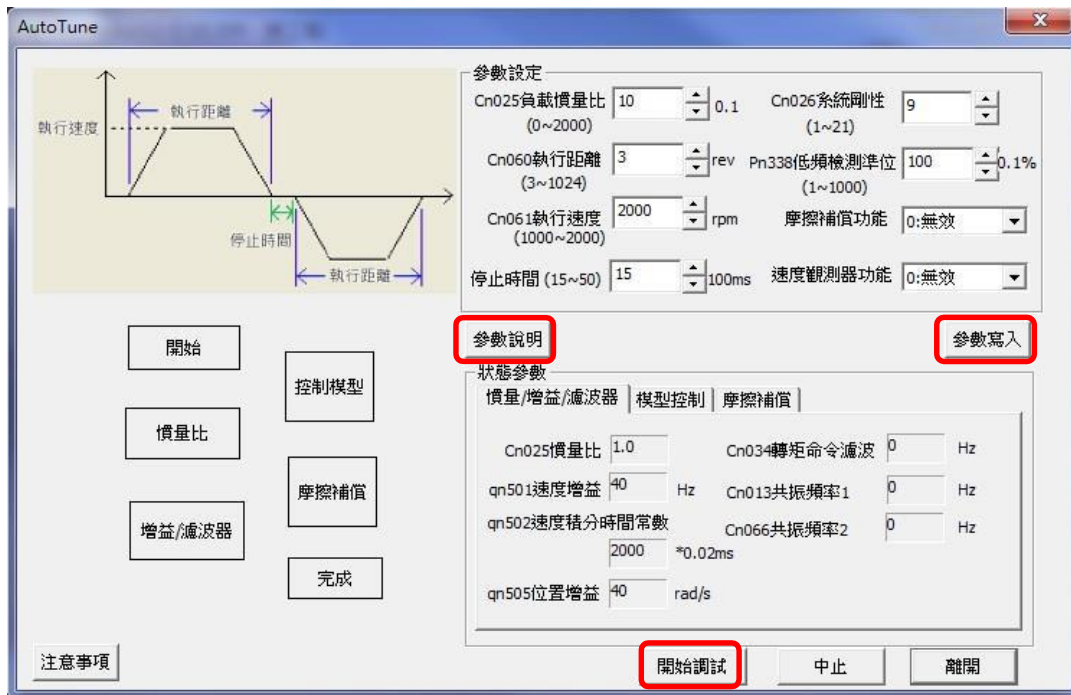 AutoTune
執行距離
執行速度
停止時間
執行距離
開始
控制模型
慣量比
摩擦補償
增益/濾波器
完成
注意事項
參數設定
Cn025負載慣量比 10 0.1 Cn026系統剛性 9
(0~2000) (1~21)
Cn060執行距離 3 rev Pn338低頻檢測準位 100 0.1%
(3~1024) (1~1000)
Cn061執行速度 2000 rpm 摩擦補償功能 0:無效
(1000~2000)
停止時間 (15~50) 15 100ms 速度觀測器功能 0:無效
參數說明 參數寫入
狀態參數
慣量/增益/濾波器 模型控制 摩擦補償
Cn025慣量比 1.0 Cn034轉矩命令濾波 0 Hz
qn501速度增益 40 Hz Cn013共振頻率1 0 Hz
qn502速度積分時間常數 Cn066共振頻率2 0 Hz
2000 *0.02ms
qn505位置增益 40 rad/s
開始調試 中止 離開